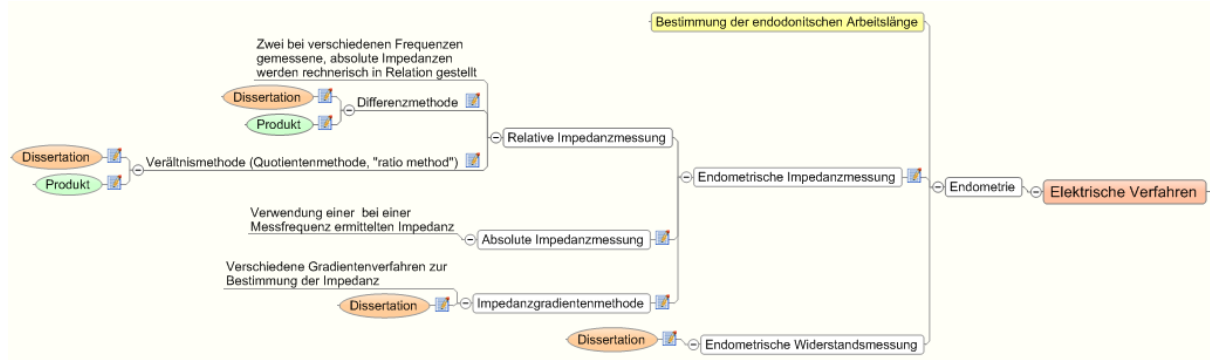 Bestimmung der endodonitschen Arbeitslänge
Zwei bei verschiedenen Frequenzen
gemessene, absolute Impedanzen
werden rechnerisch in Relation gestellt
Dissertation
Differenzmethode
Produkt
Relative Impedanzmessung
Dissertation
Verältnismethode (Quotientenmethode, "ratio method")
Produkt
Endometrische Impedanzmessung
Endometrie
Elektrische Verfahren
Verwendung einer bei einer
Messfrequenz ermittelten Impedanz
Absolute Impedanzmessung
Verschiedene Gradientenverfahren zur
Bestimmung der Impedanz
Dissertation
Impedanzgradientenmethode
Dissertation
Endometrische Widerstandsmessung